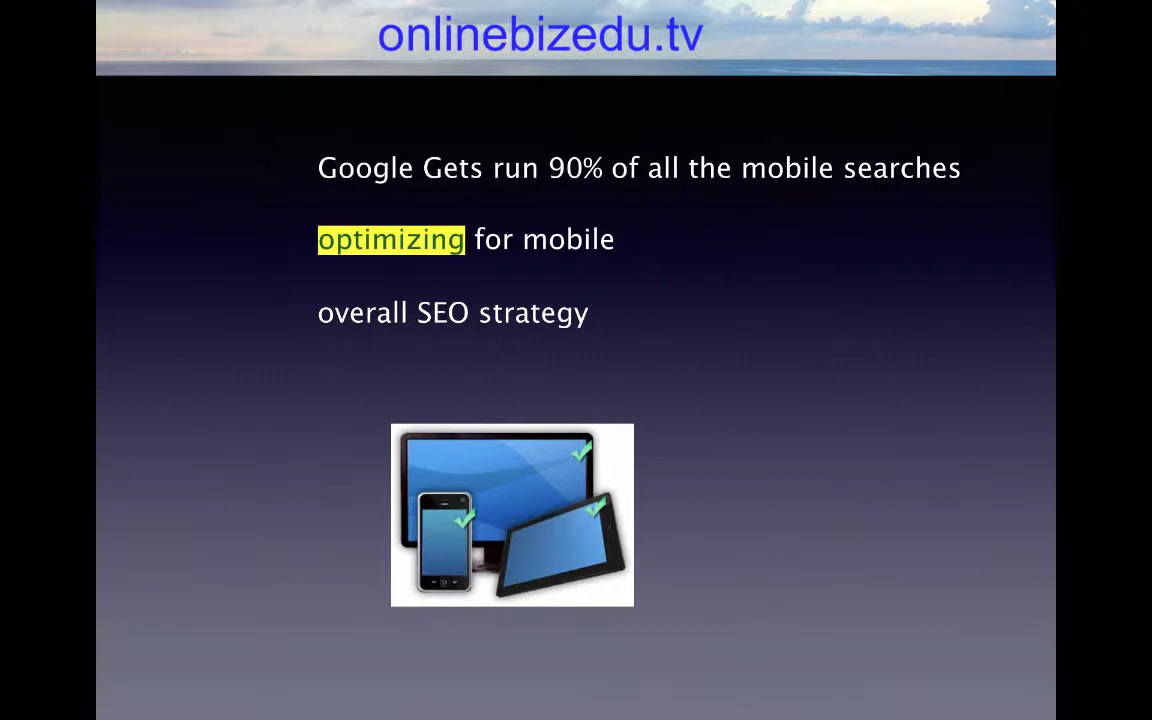 onlinebizedu.tv
Google Gets run 90% of all the mobile searches
optimizing for mobile
overall SEO strategy